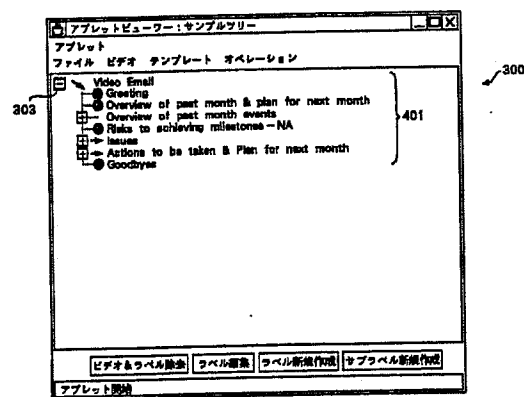 アプレットビューワー：サンプルツリー
アプレット
ファイル ビデオ テンプレート オペレーション
300
303
401
Video Email
Greeting
Overview of past month & plan for next month
Overview of past month events
Risks to achieving milestones－NA
Issues
Actions to be taken & Plan for next month
Goodbyes
ビデオ&ラベル除去 ラベル編集 ラベル新規作成 サブラベル新規作成
アプレット開始